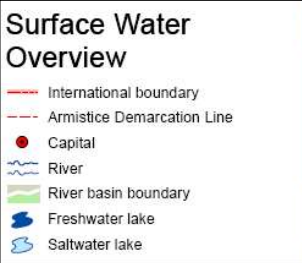 Surface Water
Overview
International boundary
Armistice Demarcation Line
Capital
River
River basin boundary
Freshwater lake
Saltwater lake